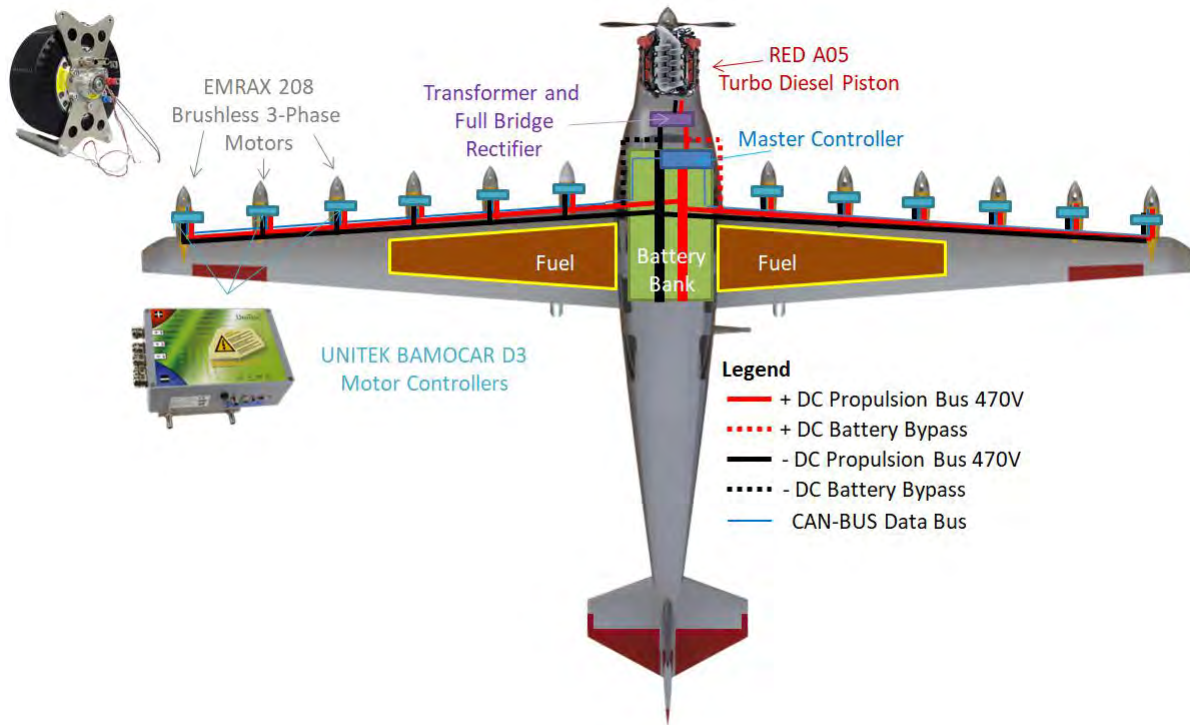 EMRAX 208
Brushless 3-Phase
Motors
Transformer and
Full Bridge
Rectifier
RED A05
Turbo Diesel Piston
Master Controller
Fuel
Battery
Bank
Fuel
UNITEK BAMOCAR D3
Motor Controllers
Legend
+ DC Propulsion Bus 470V
+ DC Battery Bypass
- DC Propulsion Bus 470V
- DC Battery Bypass
CAN-BUS Data Bus